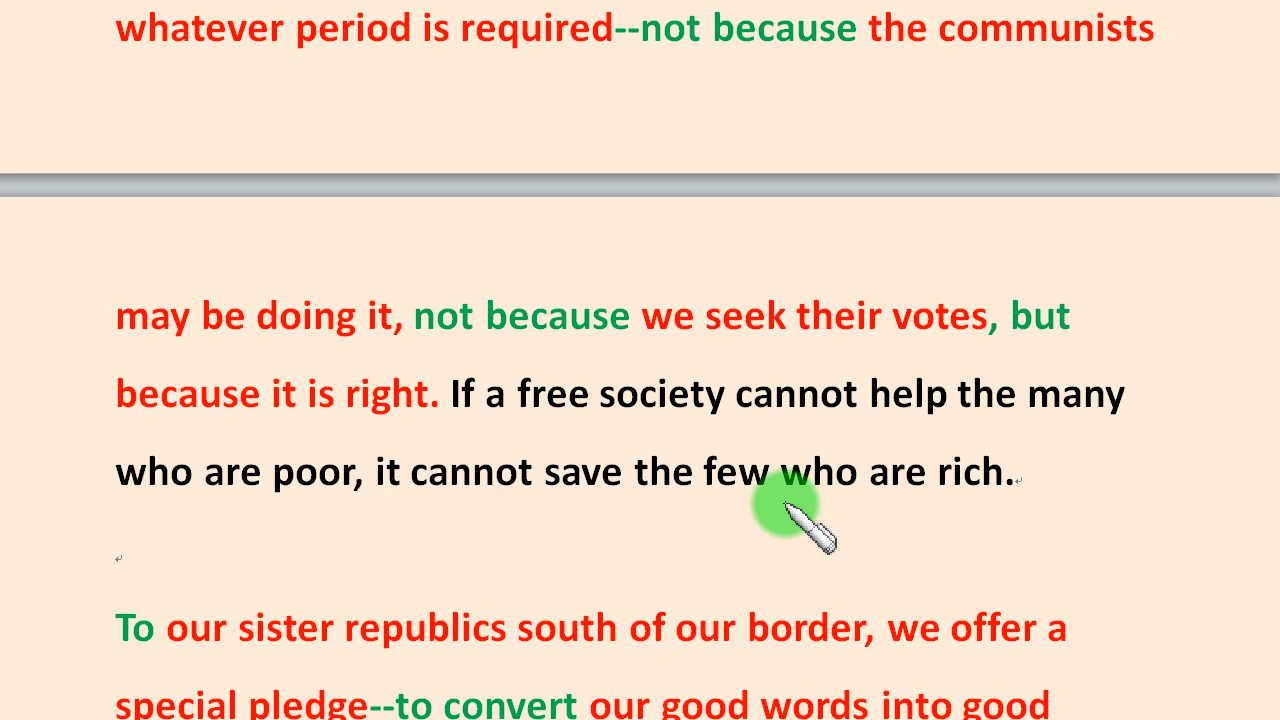 whatever period is required--not because the communists
may be doing it, not because we seek their votes, but
because it is right. If a free society cannot help the many
who are poor, it cannot save the few who are rich.
To our sister republics south of our border, we offer a
special pledge--to convert our good words into good